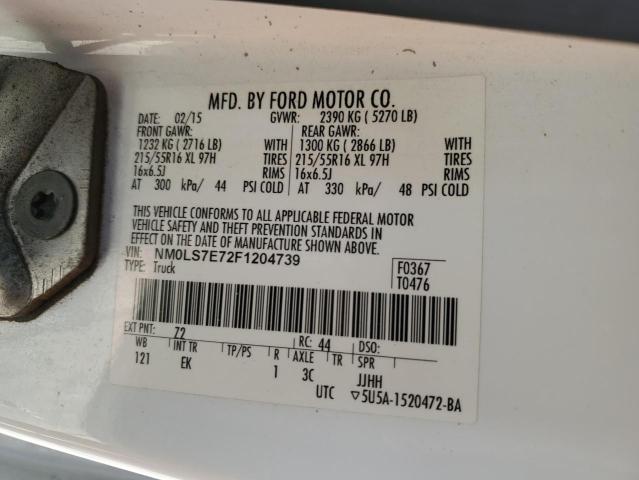 MFD. BY FORD MOTOR CO.
DATE: 02/15 GVWR: 2390 KG ( 5270 LB)
FRONT GAWR: REAR GAWR:
1232 KG ( 2716 LB) WITH 1300 KG ( 2866 LB) WITH
215/55R16 XL 97H TIRES 215/55R16 XL 97H TIRES
16x6.5J RIMS 16x6.5J RIMS
AT 300 kPa/ 44 PSI COLD AT 330 kPa/ 48 PSI COLD
THIS VEHICLE CONFORMS TO ALL APPLICABLE FEDERAL MOTOR
VEHICLE SAFETY AND THEFT PREVENTION STANDARDS IN
EFFECT ON THE DATE OF MANUFACTURE SHOWN ABOVE.
VIN: NM0LS7E72F1204739 F0367
TYPE: Truck T0476
EXT PNT: 72 RC: 44 DSO:
WB INT TR TP/PS R AXLE TR SPR
121 EK 1 3C JJHH
UTC ▽5U5A-1520472-BA